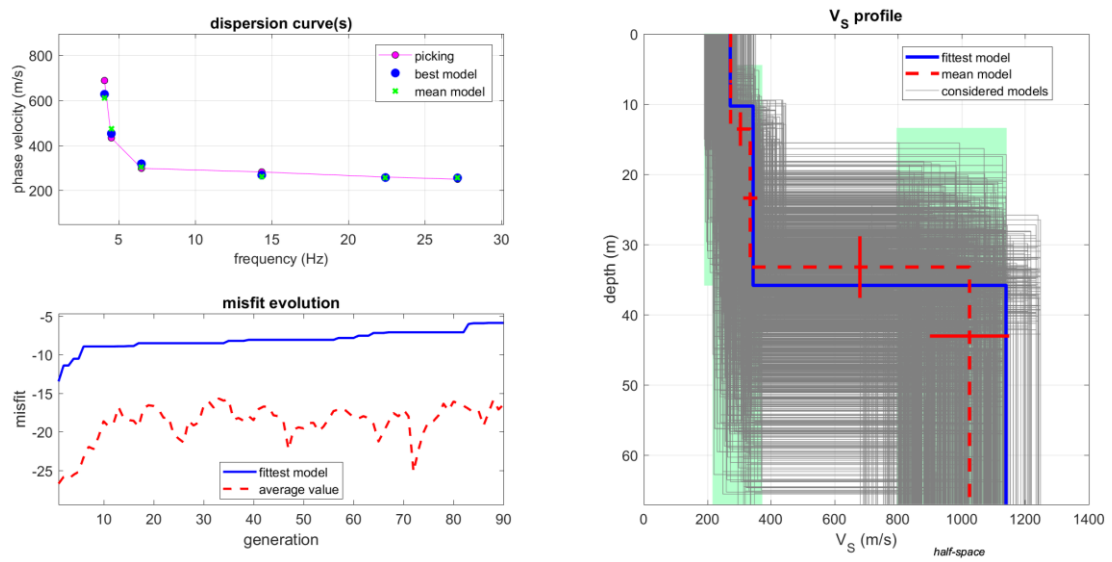 dispersion curve(s)
800
600
400
200
phase velocity (m/s)
picking
best model
mean model
5 10 15 20 25 30
frequency (Hz)
misfit evolution
-5
-10
-15
-20
-25
misfit
fittest model
average value
10 20 30 40 50 60 70 80 90
generation
V_S profile
0
10
20
30
40
50
60
depth (m)
fittest model
mean model
considered models
0 200 400 600 800 1000 1200 1400
V_S (m/s)
half-space